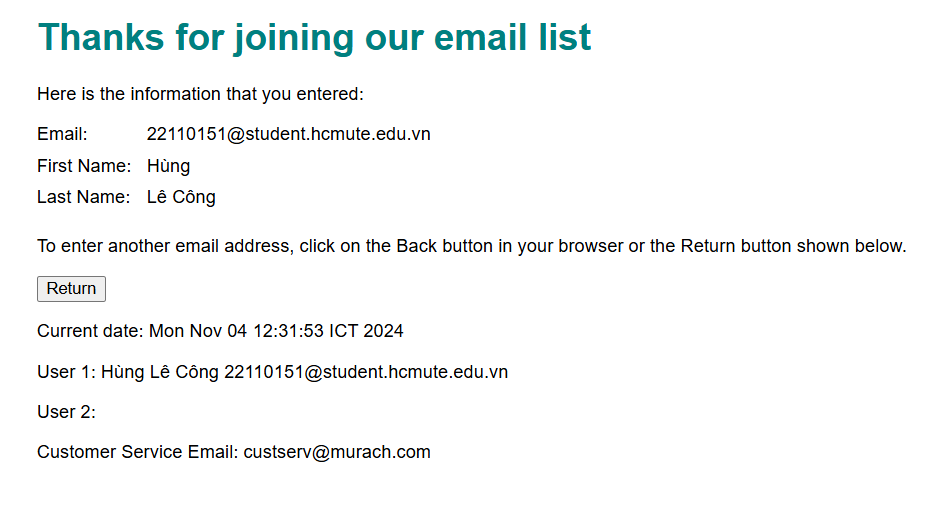 Thanks for joining our email list
Here is the information that you entered:
Email: 22110151@student.hcmute.edu.vn
First Name: Hùng
Last Name: Lê Công
To enter another email address, click on the Back button in your browser or the Return button shown below.
Return
Current date: Mon Nov 04 12:31:53 ICT 2024
User 1: Hùng Lê Công 22110151@student.hcmute.edu.vn
User 2:
Customer Service Email: custserv@murach.com